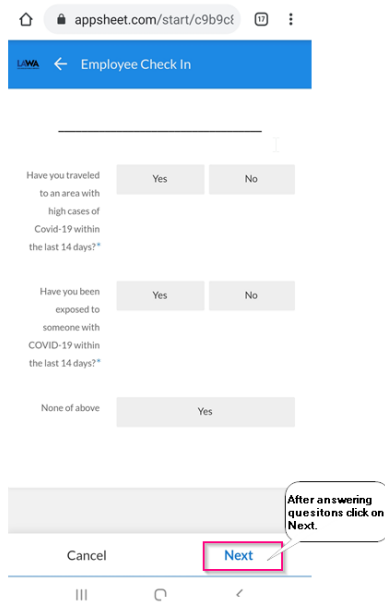 appsheet.com/start/c9b9c8
17
LAWA
Employee Check In
Have you traveled
to an area with
high cases of
Covid-19 within
the last 14 days?*
Yes
No
Have you been
exposed to
someone with
COVID-19 within
the last 14 days?*
Yes
No
None of above
Yes
After answering
quesitons click on
Next.
Cancel
Next